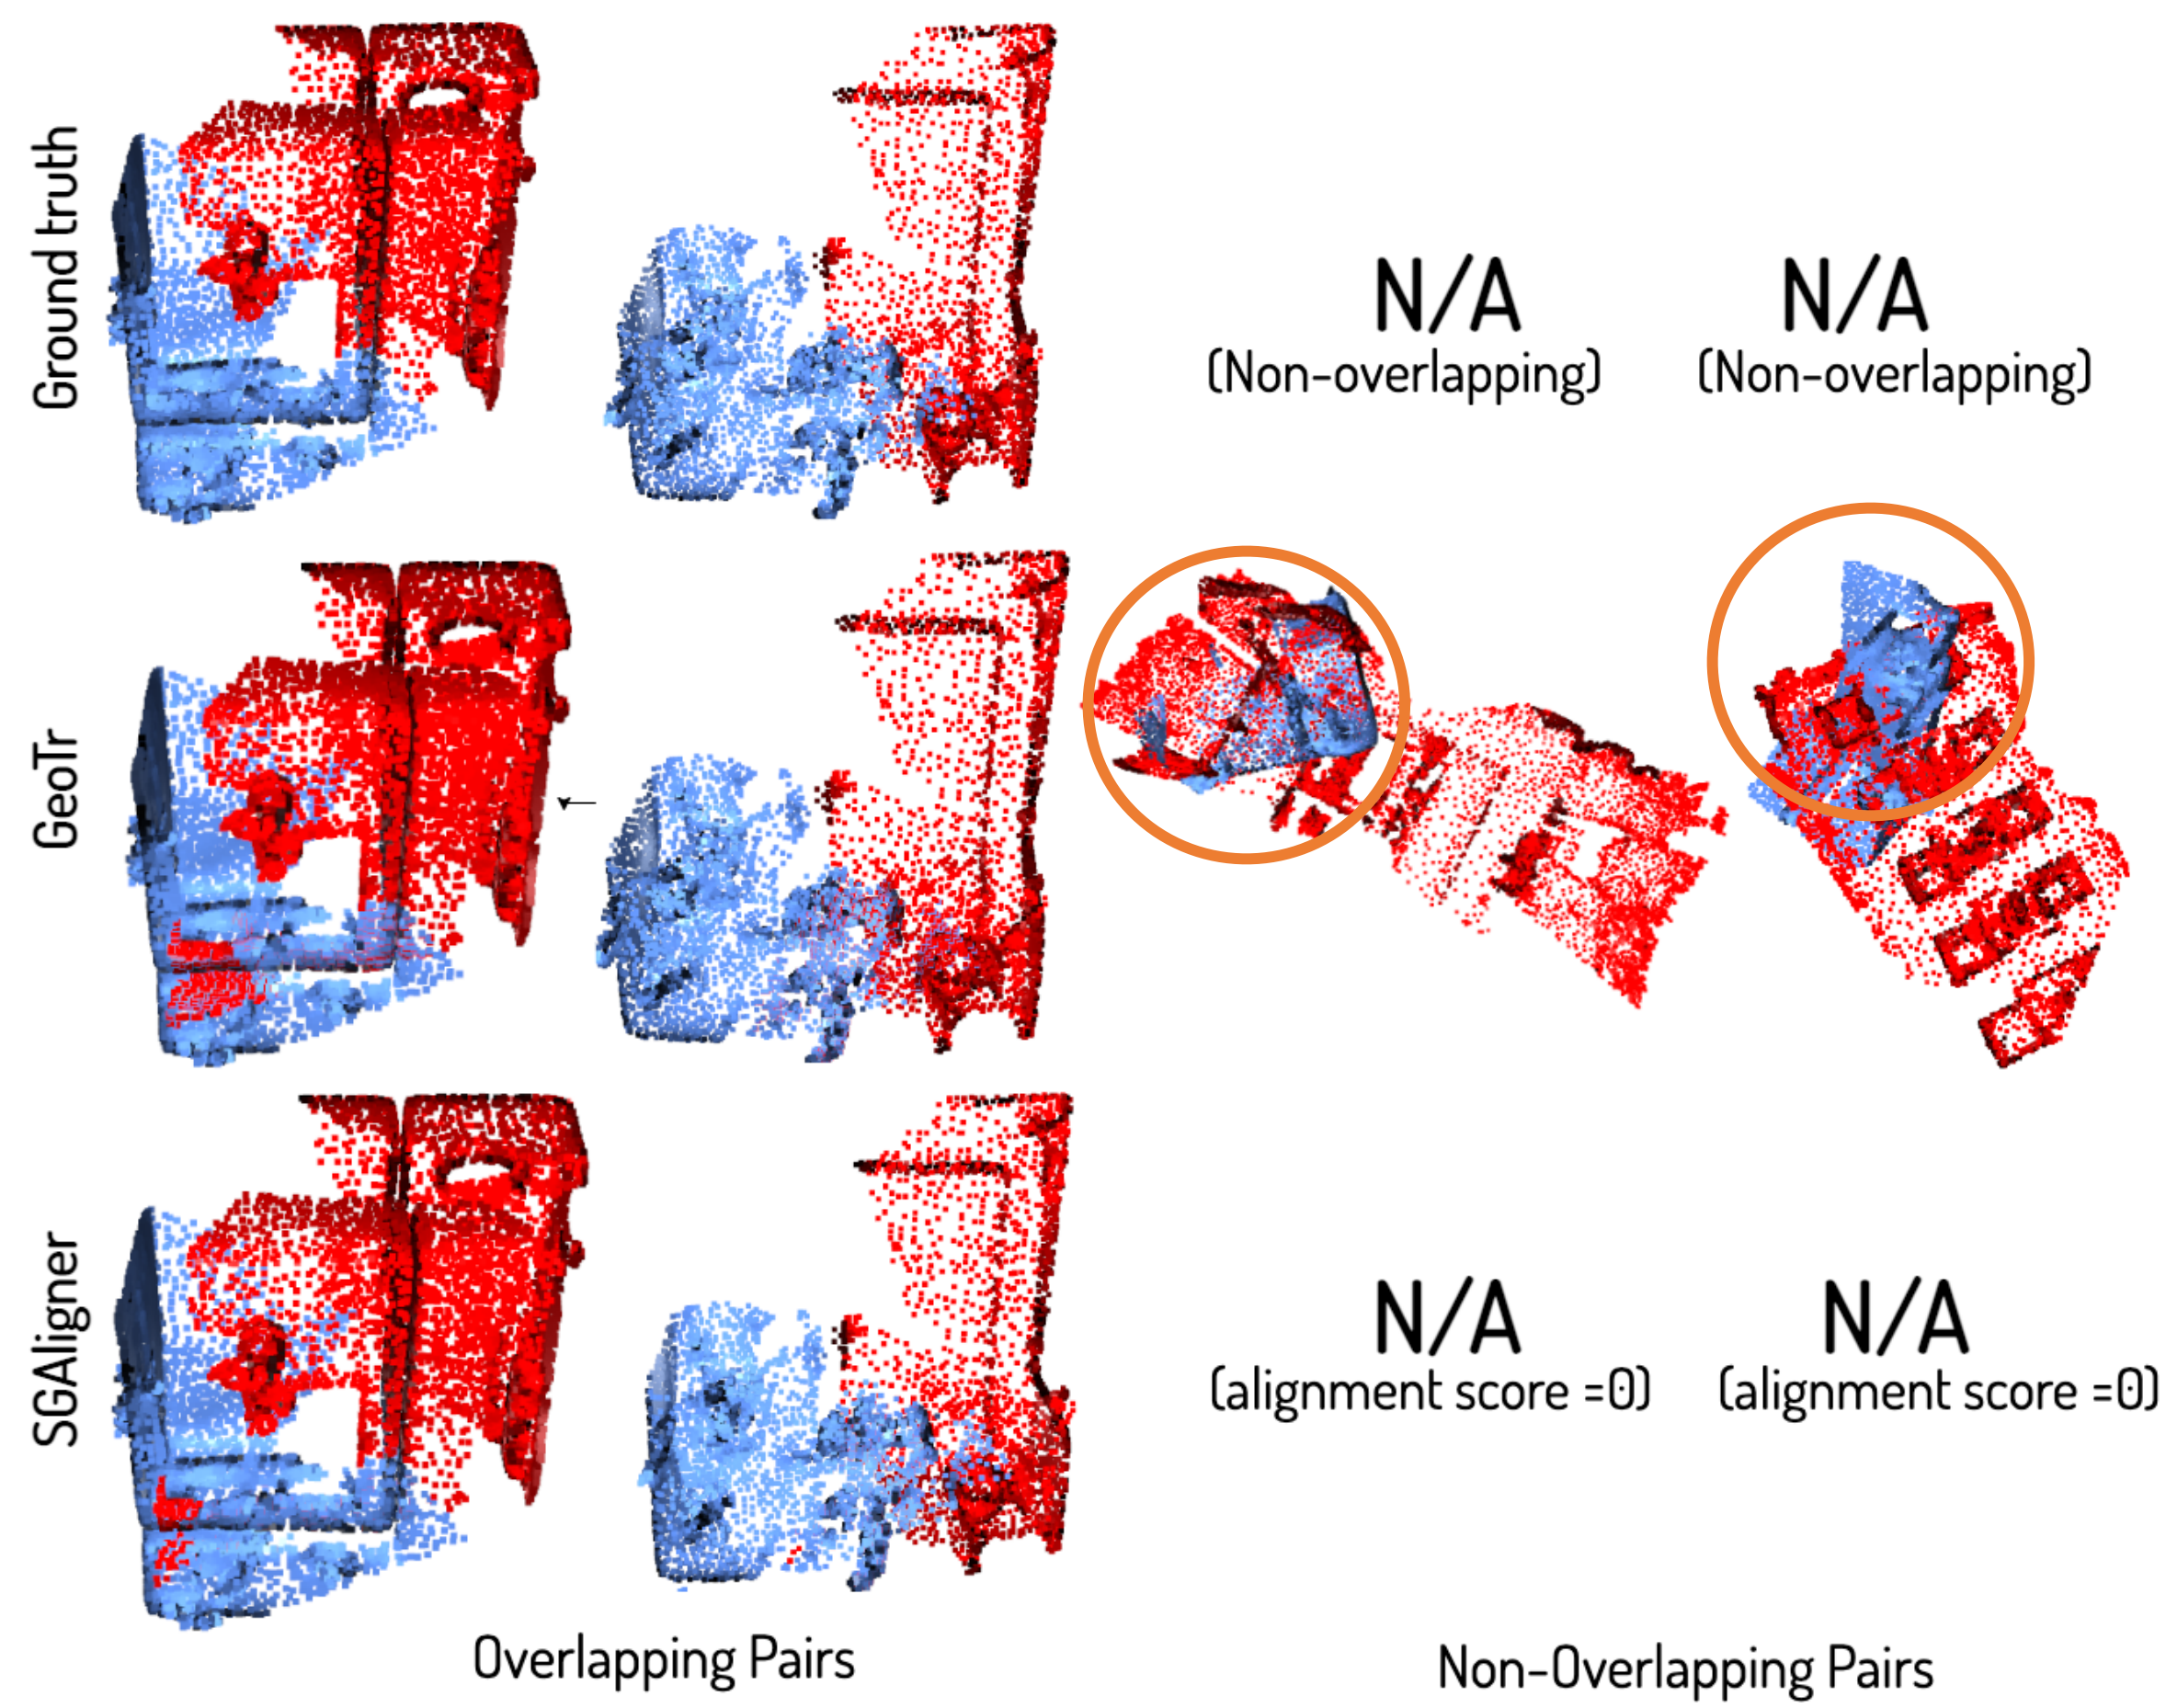 Ground truth
N/A
(Non-overlapping)
N/A
(Non-overlapping)
GeoTr
SGAligner
N/A
(alignment score =0)
N/A
(alignment score =0)
Overlapping Pairs
Non-Overlapping Pairs